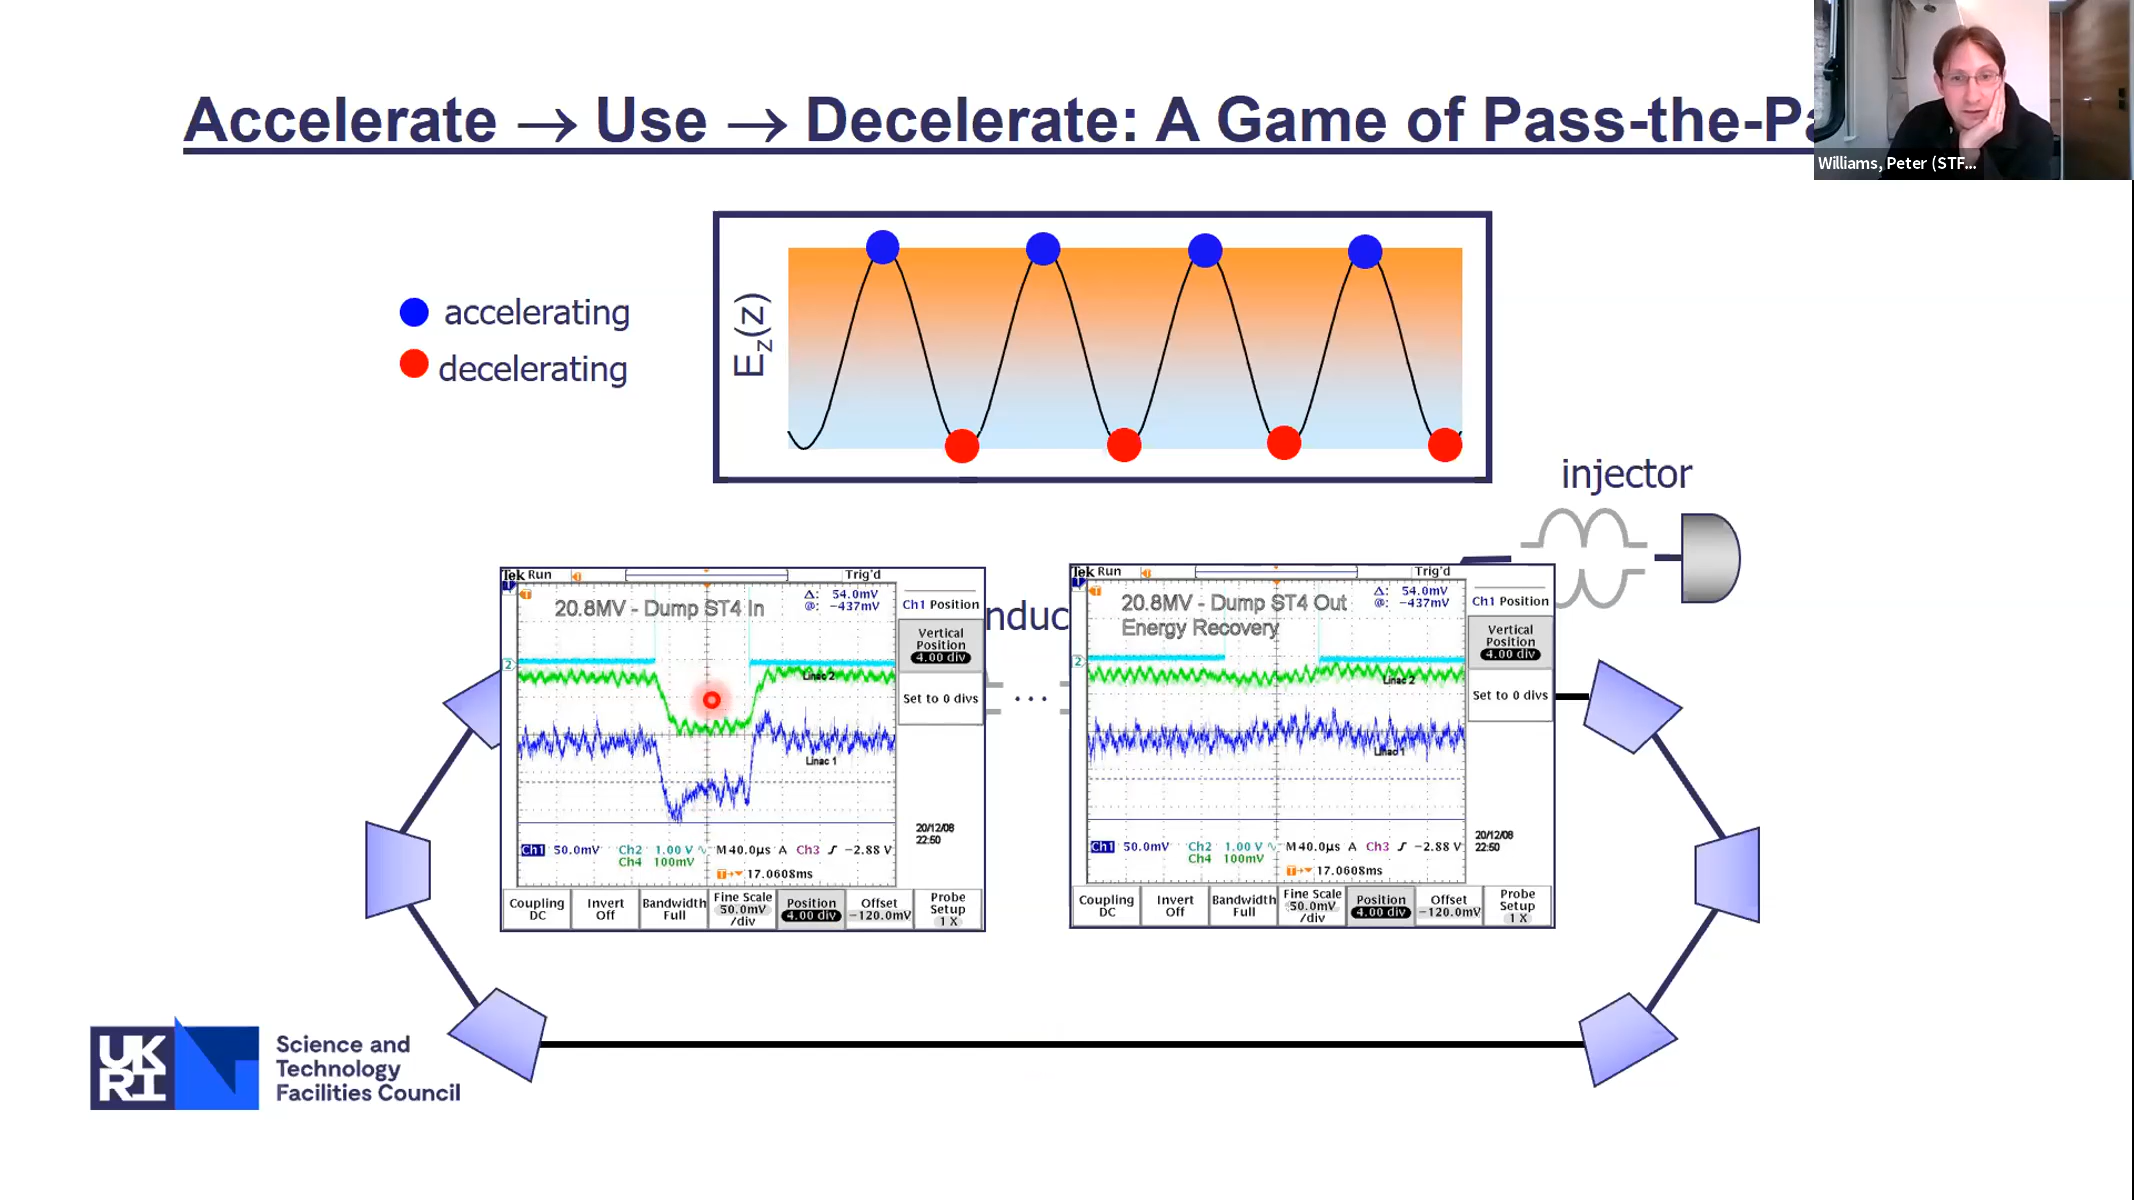 Accelerate → Use → Decelerate: A Game of Pass-the-Pa
Williams, Peter (STF...
accelerating
decelerating
Ez(z)
injector
nduc
...
Tek Run
Trig'd
20.8MV - Dump ST4 In
Δ: 54.0mV
@: -437mV
Ch1 Position
Vertical
Position
4.00 div
Set to 0 divs
2
Linac 2
Linac 1
20/12/08
22:50
Ch1 50.0mV Ch2 1.00 V M 40.0µs A Ch3 -2.88 V
Ch4 100mV
17.0608ms
Coupling
DC
Invert
Off
Bandwidth
Full
Fine Scale
50.0mV
/div
Position
4.00 div
Offset
-120.0mV
Probe
Setup
1 X
Tek Run
Trig'd
20.8MV - Dump ST4 Out
Energy Recovery
Δ: 54.0mV
@: -437mV
Ch1 Position
Vertical
Position
4.00 div
Set to 0 divs
2
Linac 2
Linac 1
20/12/08
22:50
Ch1 50.0mV Ch2 1.00 V M 40.0µs A Ch3 -2.88 V
Ch4 100mV
17.0608ms
Coupling
DC
Invert
Off
Bandwidth
Full
Fine Scale
50.0mV
/div
Position
4.00 div
Offset
-120.0mV
Probe
Setup
1 X
UK
RI
Science and
Technology
Facilities Council